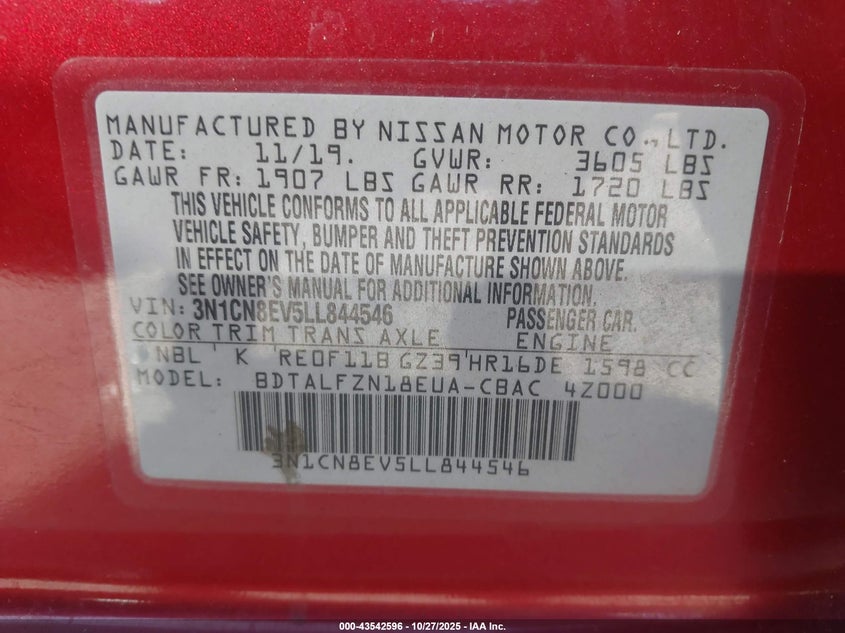 MANUFACTURED BY NISSAN MOTOR CO., LTD.
DATE: 11/19. GVWR: 3605 LBS
GAWR FR: 1907 LBS GAWR RR: 1720 LBS
THIS VEHICLE CONFORMS TO ALL APPLICABLE FEDERAL MOTOR
VEHICLE SAFETY, BUMPER AND THEFT PREVENTION STANDARDS
IN EFFECT ON THE DATE OF MANUFACTURE SHOWN ABOVE.
SEE OWNER'S MANUAL FOR ADDITIONAL INFORMATION.
VIN: 3N1CN8EV5LL844546 PASSENGER CAR.
COLOR TRIM TRANS AXLE ENGINE
NBL K RE0F11B GZ39 HR16DE 1598 CC
MODEL: BDTALFZN18EUA-CBAC 4Z000
3N1CN8EV5LL844546
000-43542596 - 10/27/2025 - IAA Inc.